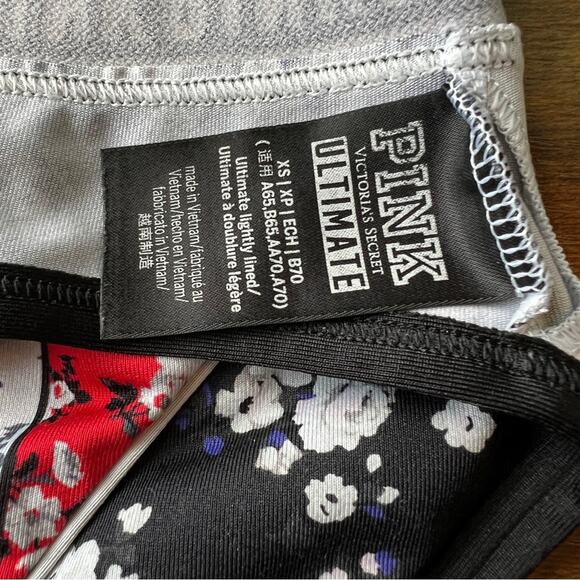 PINK
VICTORIA'S SECRET
ULTIMATE
XS | XP | ECH | B70
(适用 A65,B65,AA70,A70)
Ultimate lightly lined/
Ultimate à doublure légère
made in Vietnam/fabriqué au
Vietnam/hecho en Vietnam/
fabbricato in Vietnam/
越南制造